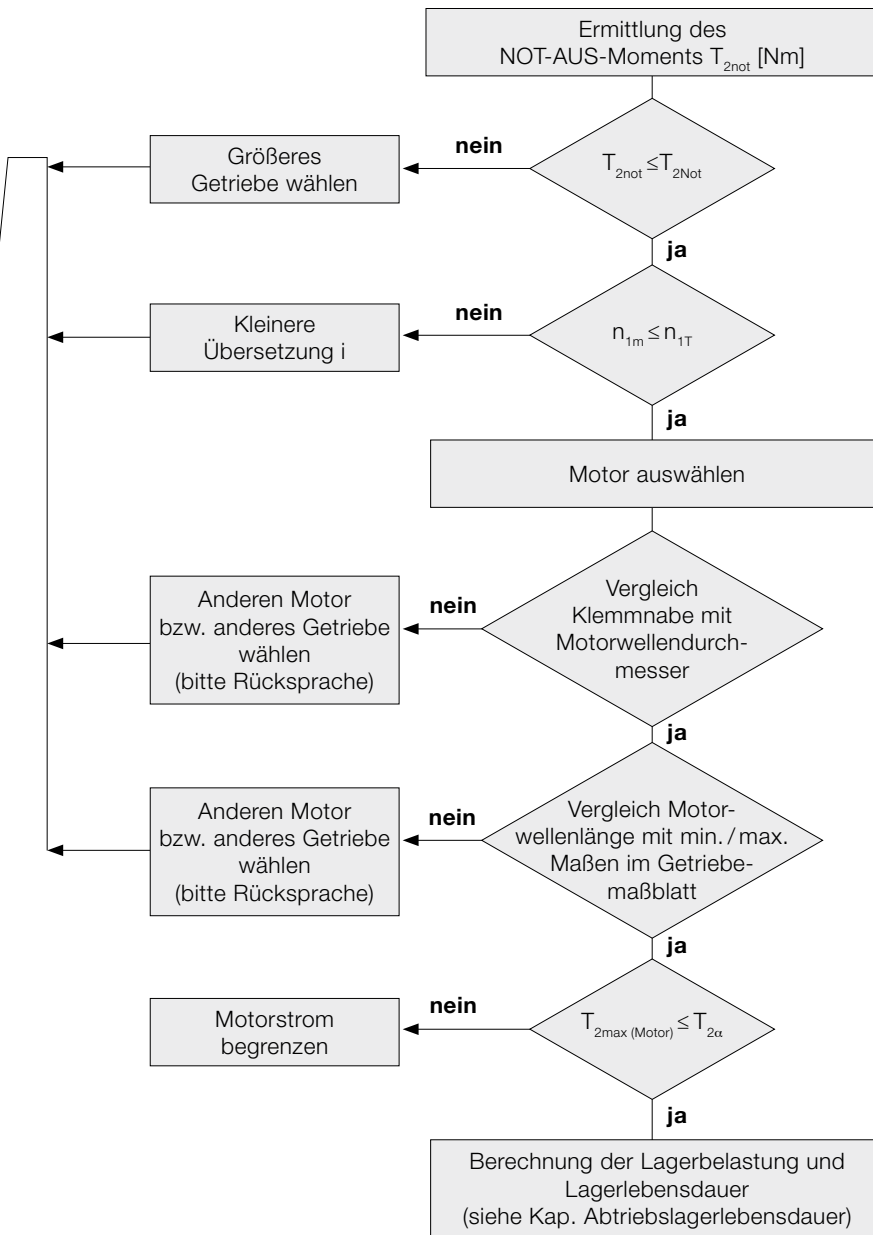 Ermittlung des
NOT-AUS-Moments T2not [Nm]
nein
Größeres
Getriebe wählen
T2not ≤ T2Not
ja
nein
Kleinere
Übersetzung i
n1m ≤ n1T
ja
Motor auswählen
Anderen Motor
bzw. anderes Getriebe
wählen
(bitte Rücksprache)
nein
Vergleich
Klemmnabe mit
Motorwellendurch-
messer
ja
Anderen Motor
bzw. anderes Getriebe
wählen
(bitte Rücksprache)
nein
Vergleich Motor-
wellenlänge mit min./max.
Maßen im Getriebe-
maßblatt
ja
nein
Motorstrom
begrenzen
T2max (Motor) ≤ T2α
ja
Berechnung der Lagerbelastung und
Lagerlebensdauer
(siehe Kap. Abtriebslagerlebensdauer)